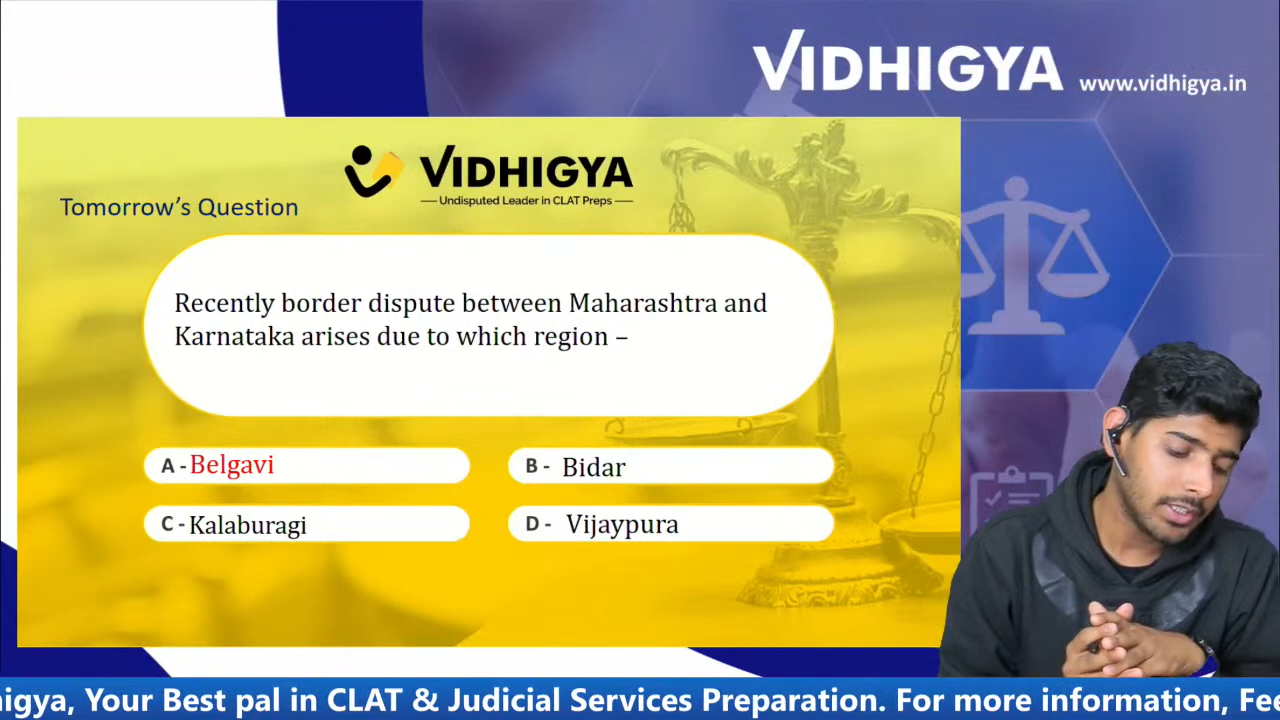 VIDHIGYA www.vidhigya.in
VIDHIGYA
Undisputed Leader in CLAT Preps
Tomorrow's Question
Recently border dispute between Maharashtra and
Karnataka arises due to which region –
A - Belgavi
B - Bidar
C - Kalaburagi
D - Vijaypura
higya, Your Best pal in CLAT & Judicial Services Preparation. For more information, Fee